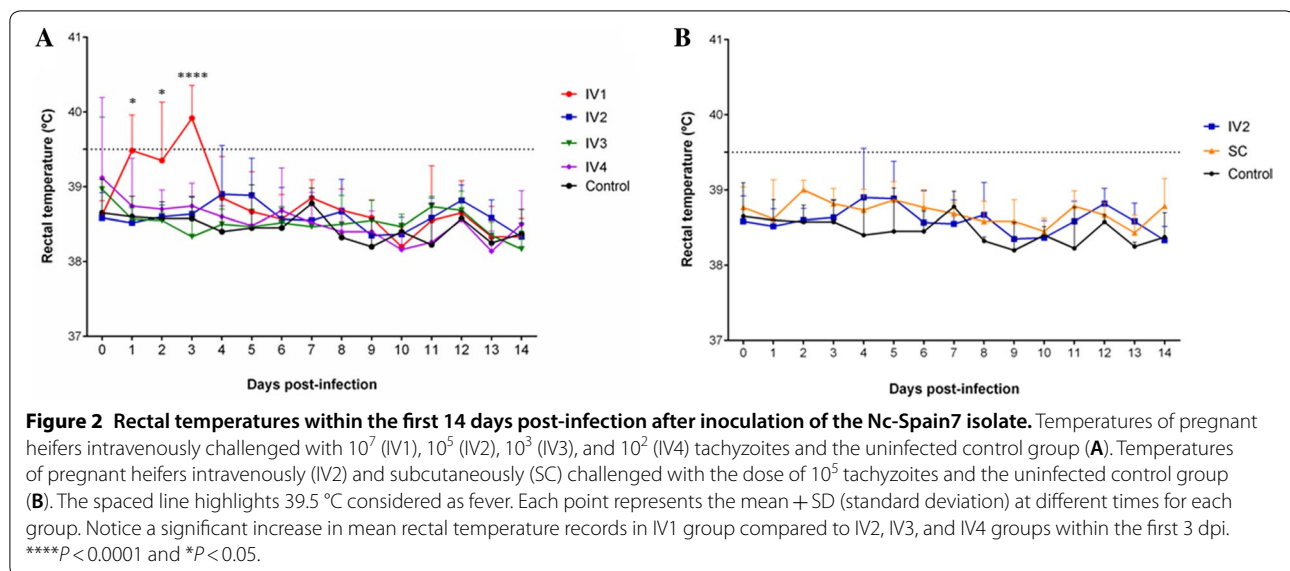 A
41
40
39
38
37
Rectal temperature (ºC)
* * ****
IV1
IV2
IV3
IV4
Control
0 1 2 3 4 5 6 7 8 9 10 11 12 13 14
Days post-infection
B
41
40
39
38
37
Rectal temperature (ºC)
IV2
SC
Control
0 1 2 3 4 5 6 7 8 9 10 11 12 13 14
Days post-infection
Figure 2 Rectal temperatures within the first 14 days post-infection after inoculation of the Nc-Spain7 isolate. Temperatures of pregnant
heifers intravenously challenged with 10⁷ (IV1), 10⁵ (IV2), 10³ (IV3), and 10² (IV4) tachyzoites and the uninfected control group (A). Temperatures
of pregnant heifers intravenously (IV2) and subcutaneously (SC) challenged with the dose of 10⁵ tachyzoites and the uninfected control group
(B). The spaced line highlights 39.5 °C considered as fever. Each point represents the mean + SD (standard deviation) at different times for each
group. Notice a significant increase in mean rectal temperature records in IV1 group compared to IV2, IV3, and IV4 groups within the first 3 dpi.
****P < 0.0001 and *P < 0.05.